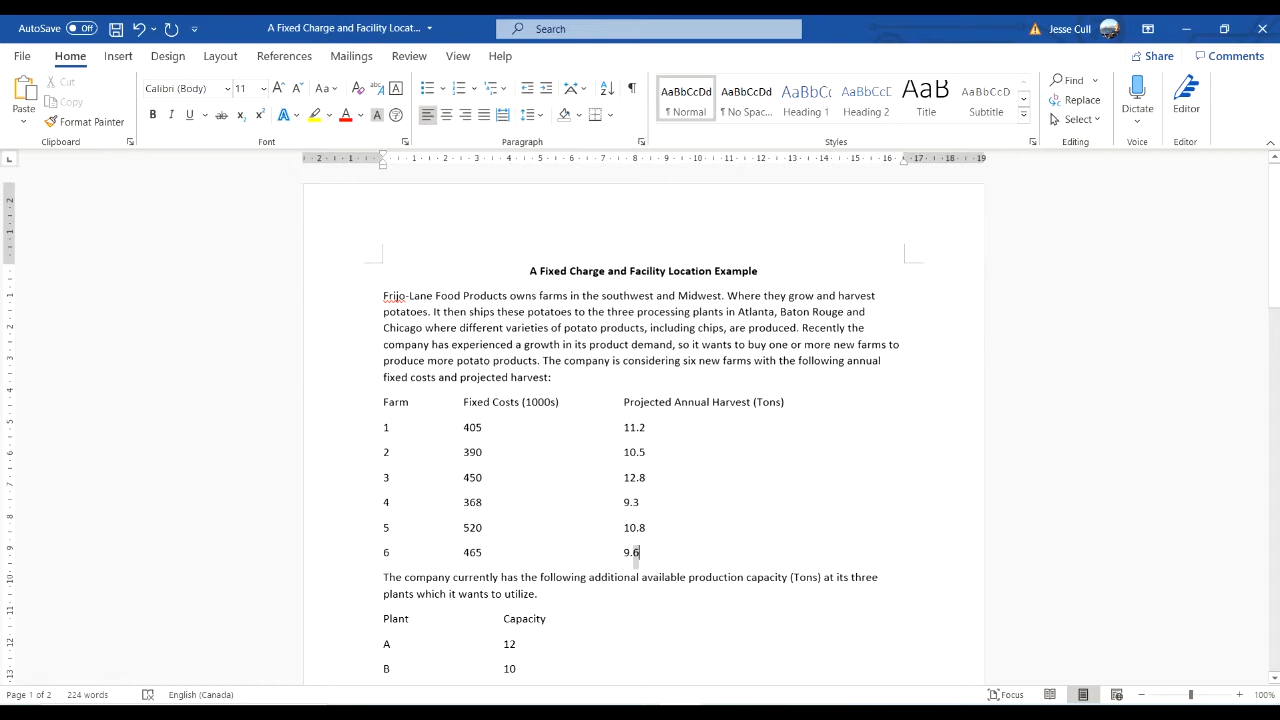 AutoSave Off A Fixed Charge and Facility Locat... Search Jesse Cull
File Home Insert Design Layout References Mailings Review View Help Share Comments
Paste Cut Copy Format Painter
Calibri (Body) 11
AaBbCcDd AaBbCcDd AaBbCc AaBbCcE AaB AaBbCcD
Normal No Spac... Heading 1 Heading 2 Title Subtitle
Find Replace Select Dictate Editor
Clipboard Font Paragraph Styles Editing Voice Editor
A Fixed Charge and Facility Location Example
Frijo-Lane Food Products owns farms in the southwest and Midwest. Where they grow and harvest
potatoes. It then ships these potatoes to the three processing plants in Atlanta, Baton Rouge and
Chicago where different varieties of potato products, including chips, are produced. Recently the
company has experienced a growth in its product demand, so it wants to buy one or more new farms to
produce more potato products. The company is considering six new farms with the following annual
fixed costs and projected harvest:
Farm Fixed Costs (1000s) Projected Annual Harvest (Tons)
1 405 11.2
2 390 10.5
3 450 12.8
4 368 9.3
5 520 10.8
6 465 9.6
The company currently has the following additional available production capacity (Tons) at its three
plants which it wants to utilize.
Plant Capacity
A 12
B 10
Page 1 of 2 224 words English (Canada) Focus 100%